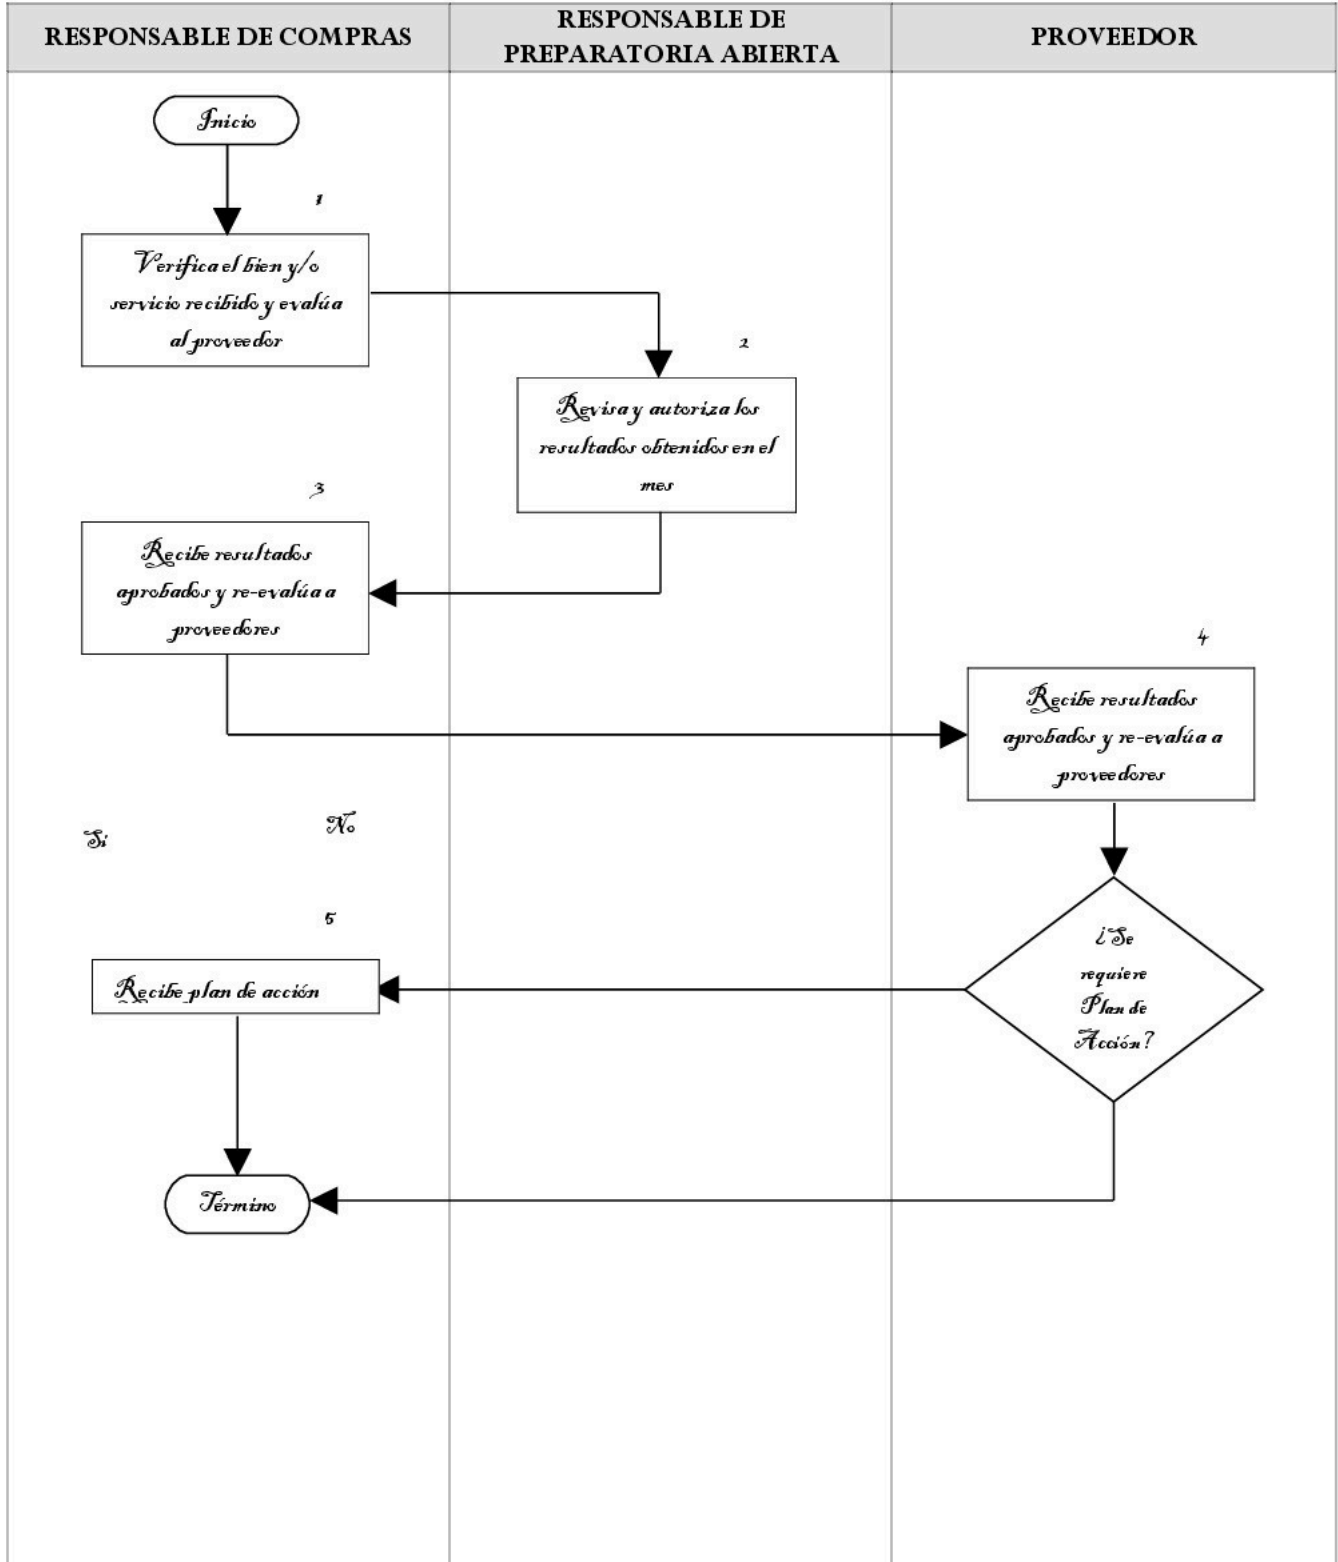 RESPONSABLE DE COMPRAS
RESPONSABLE DE
PREPARATORIA ABIERTA
PROVEEDOR
Inicio
1
Verifica el bien y/o
servicio recibido y evalúa
al proveedor
2
Revisa y autoriza los
resultados obtenidos en el
mes
3
Recibe resultados
aprobados y re-evalúa a
proveedores
4
Recibe resultados
aprobados y re-evalúa a
proveedores
Si
No
¿Se
requiere
Plan de
Acción?
5
Recibe plan de acción
Término